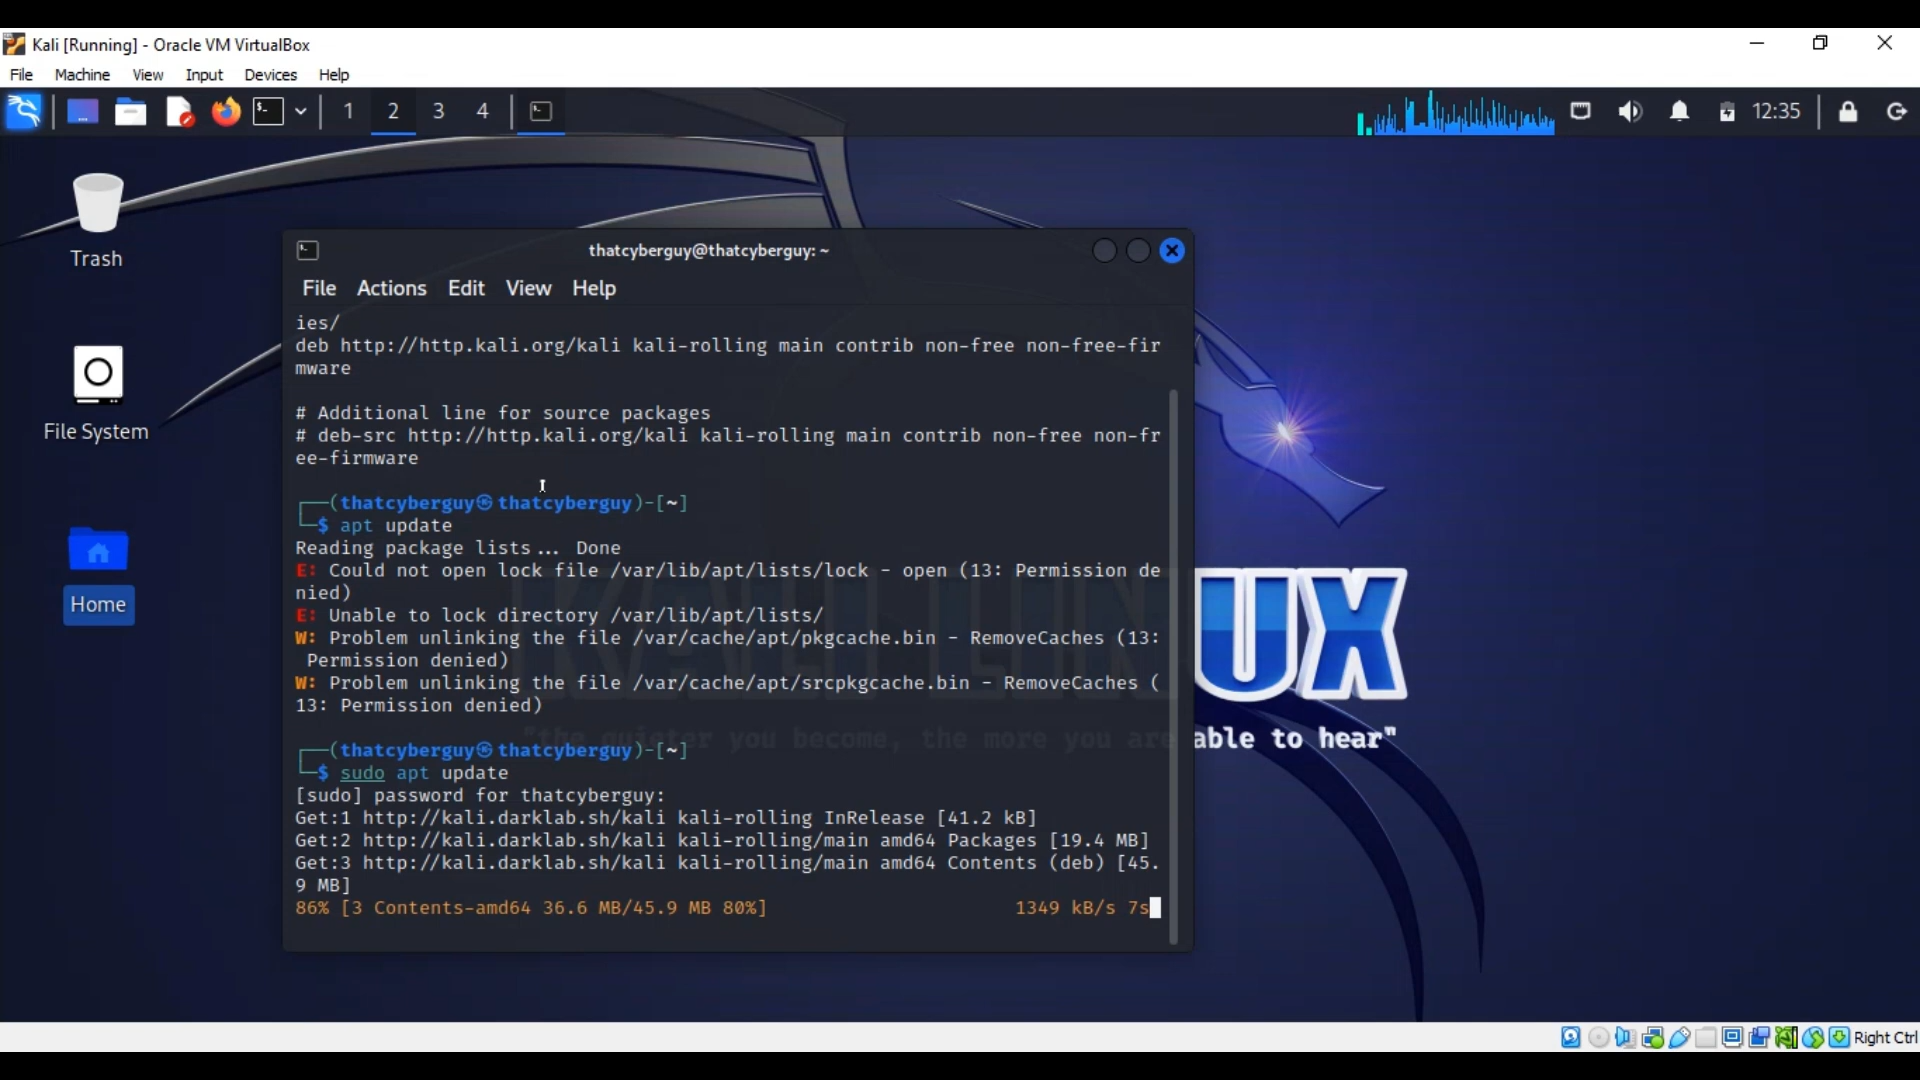 Kali [Running] - Oracle VM VirtualBox
File Machine View Input Devices Help
1 2 3 4 12:35
Trash
File System
Home
thatcyberguy@thatcyberguy: ~
File Actions Edit View Help
ies/
deb http://http.kali.org/kali kali-rolling main contrib non-free non-free-fir
mware
# Additional line for source packages
# deb-src http://http.kali.org/kali kali-rolling main contrib non-free non-fr
ee-firmware
┌──(thatcyberguy㉿thatcyberguy)-[~]
└─$ apt update
Reading package lists... Done
E: Could not open lock file /var/lib/apt/lists/lock - open (13: Permission de
nied)
E: Unable to lock directory /var/lib/apt/lists/
W: Problem unlinking the file /var/cache/apt/pkgcache.bin - RemoveCaches (13:
Permission denied)
W: Problem unlinking the file /var/cache/apt/srcpkgcache.bin - RemoveCaches (
13: Permission denied)
┌──(thatcyberguy㉿thatcyberguy)-[~]
└─$ sudo apt update
[sudo] password for thatcyberguy:
Get:1 http://kali.darklab.sh/kali kali-rolling InRelease [41.2 kB]
Get:2 http://kali.darklab.sh/kali kali-rolling/main amd64 Packages [19.4 MB]
Get:3 http://kali.darklab.sh/kali kali-rolling/main amd64 Contents (deb) [45.
9 MB]
86% [3 Contents-amd64 36.6 MB/45.9 MB 80%] 1349 kB/s 7s
KALI LINUX
"the quieter you become, the more you are able to hear"
Right Ctrl